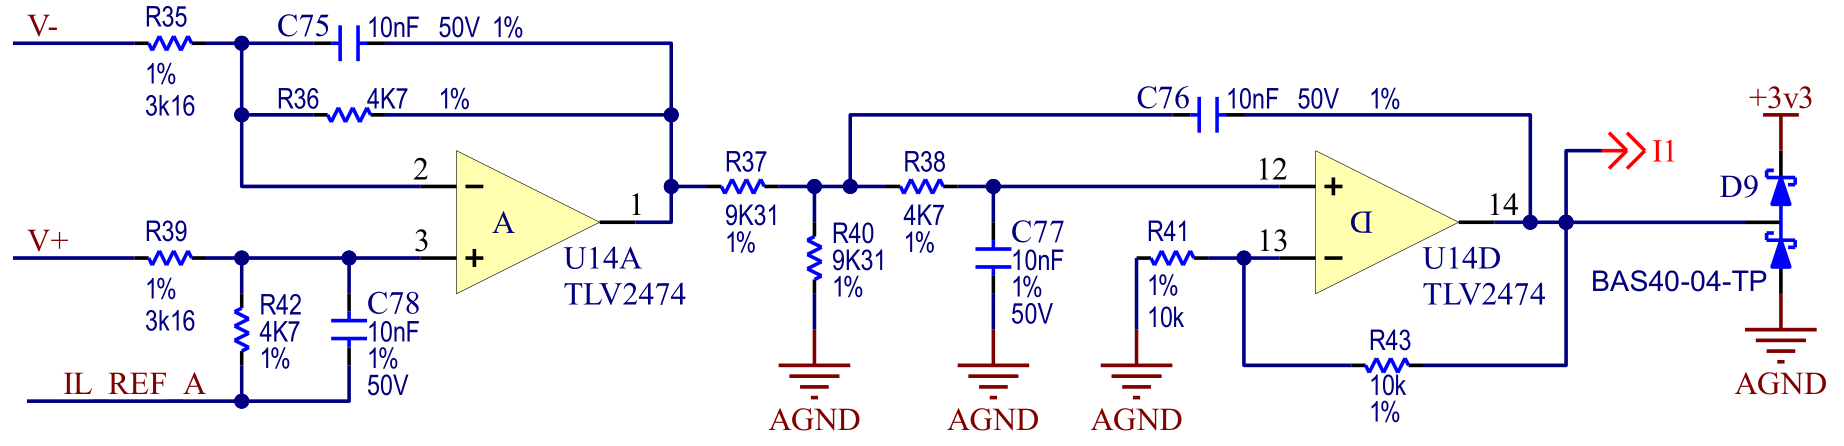 V-
R35
1%
3k16
C75 10nF 50V 1%
R36 4K7 1%
2
3
1
A
U14A
TLV2474
V+
R39
1%
3k16
R42
4K7
1%
C78
10nF
1%
50V
IL_REF_A
R37
9K31
1%
R40
9K31
1%
AGND
R38
4K7
1%
C77
10nF
1%
50V
AGND
C76 10nF 50V 1%
12
13
14
D
U14D
TLV2474
R41
1%
10k
AGND
R43
10k
1%
I1
+3v3
D9
BAS40-04-TP
AGND